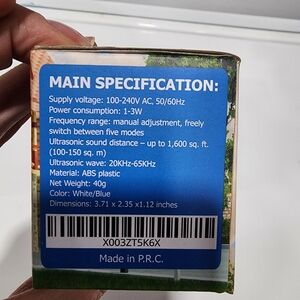 MAIN SPECIFICATION:
Supply voltage: 100-240V AC, 50/60Hz
Power consumption: 1-3W
Frequency range: manual adjustment, freely
switch between five modes
Ultrasonic sound distance – up to 1,600 sq. ft.
(100-150 sq. m)
Ultrasonic wave: 20KHz-65KHz
Material: ABS plastic
Net Weight: 40g
Color: White/Blue
Dimensions: 3.71 x 2.35 x1.12 inches
X003ZT5K6X
Made in P.R.C.